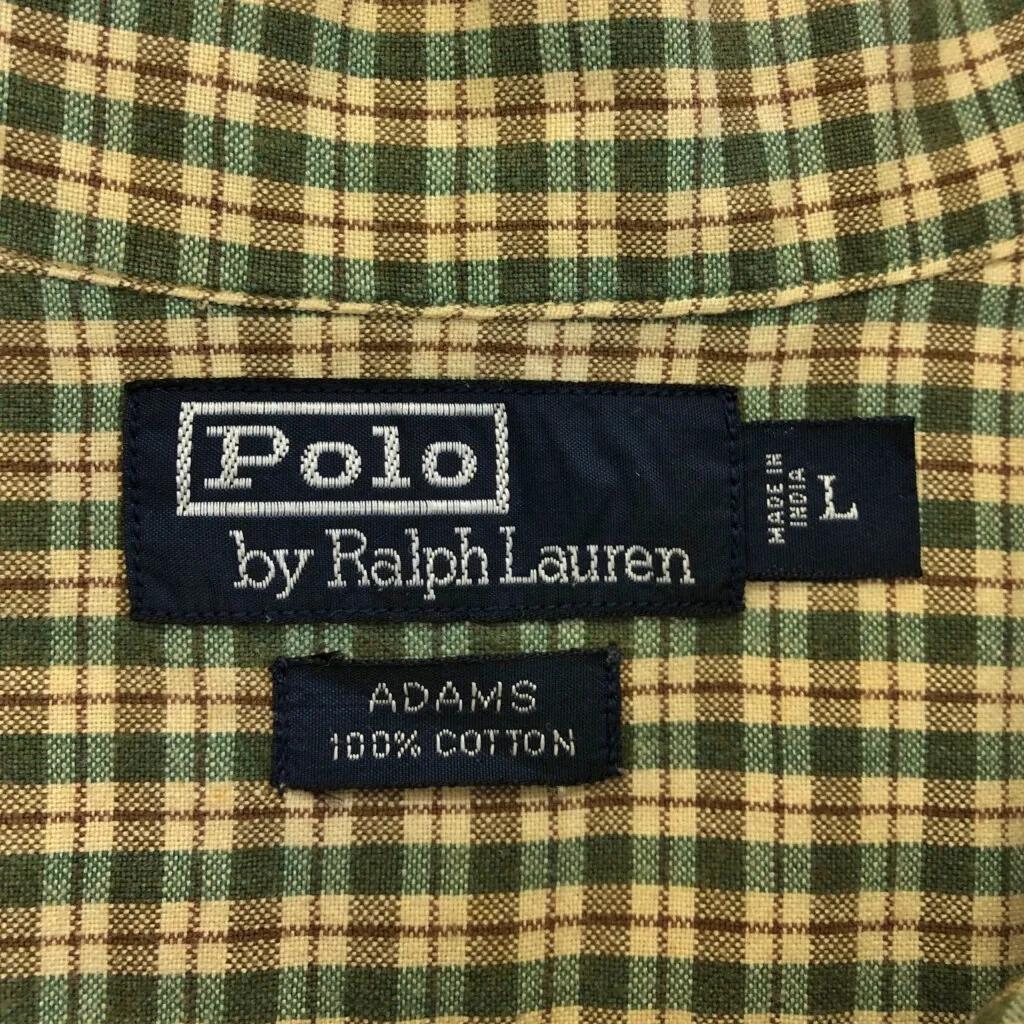 Polo
by Ralph Lauren
MADE IN
INDIA
L
ADAMS
100% COTTON